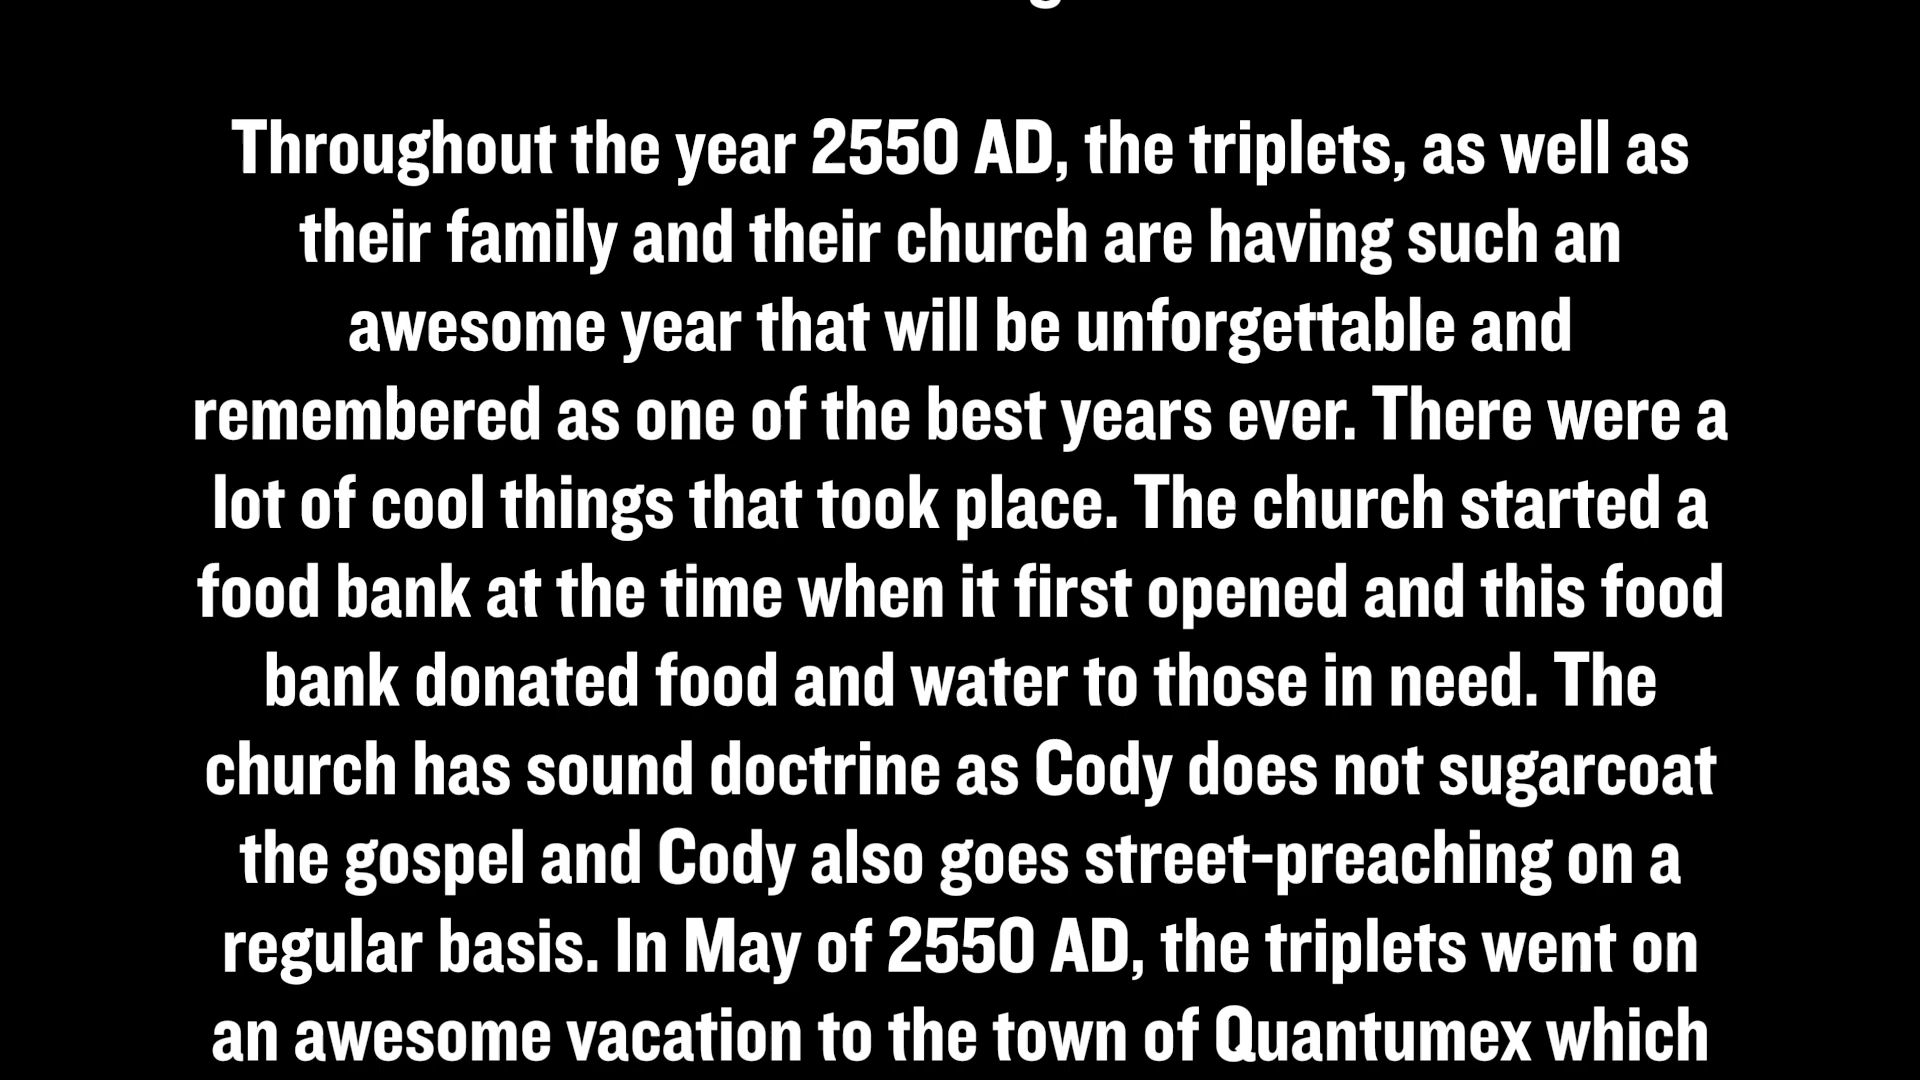 Throughout the year 2550 AD, the triplets, as well as
their family and their church are having such an
awesome year that will be unforgettable and
remembered as one of the best years ever. There were a
lot of cool things that took place. The church started a
food bank at the time when it first opened and this food
bank donated food and water to those in need. The
church has sound doctrine as Cody does not sugarcoat
the gospel and Cody also goes street-preaching on a
regular basis. In May of 2550 AD, the triplets went on
an awesome vacation to the town of Quantumex which